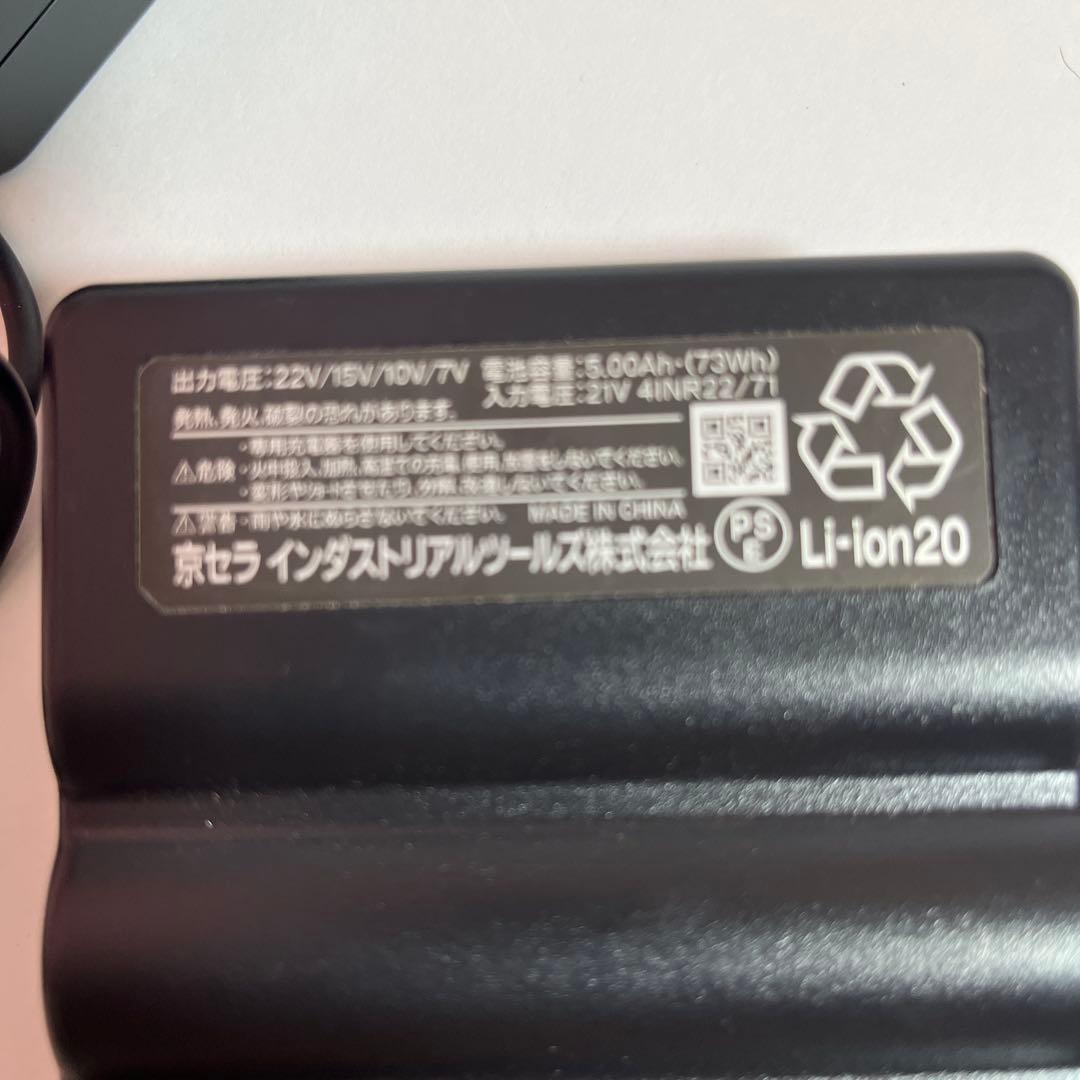 出力電圧:22V/15V/10V/7V 電池容量:5.00Ah・(73Wh)
入力電圧:21V 4INR22/71
発熱、発火、破裂の恐れがあります。
・専用充電器を使用してください。
⚠危険・火中投入、加熱、高温での充電、使用、放置をしないでください。
・変形やショートさせたり、分解、改造しないでください。
⚠警告・雨や水にぬらさないでください。 MADE IN CHINA
京セラ インダストリアルツールズ株式会社 PSE Li-ion20